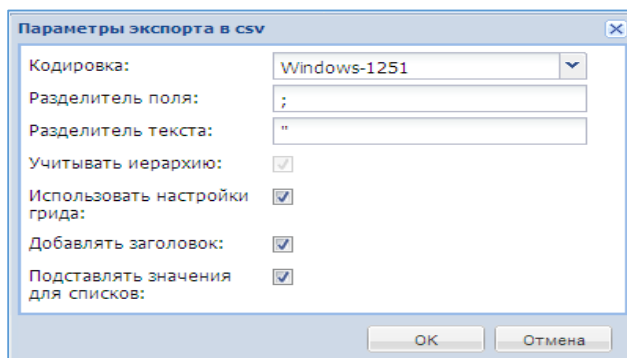 Параметры экспорта в csv
Кодировка: Windows-1251
Разделитель поля: ;
Разделитель текста: "
Учитывать иерархию:
Использовать настройки
грида:
Добавлять заголовок:
Подставлять значения
для списков:
OK Отмена